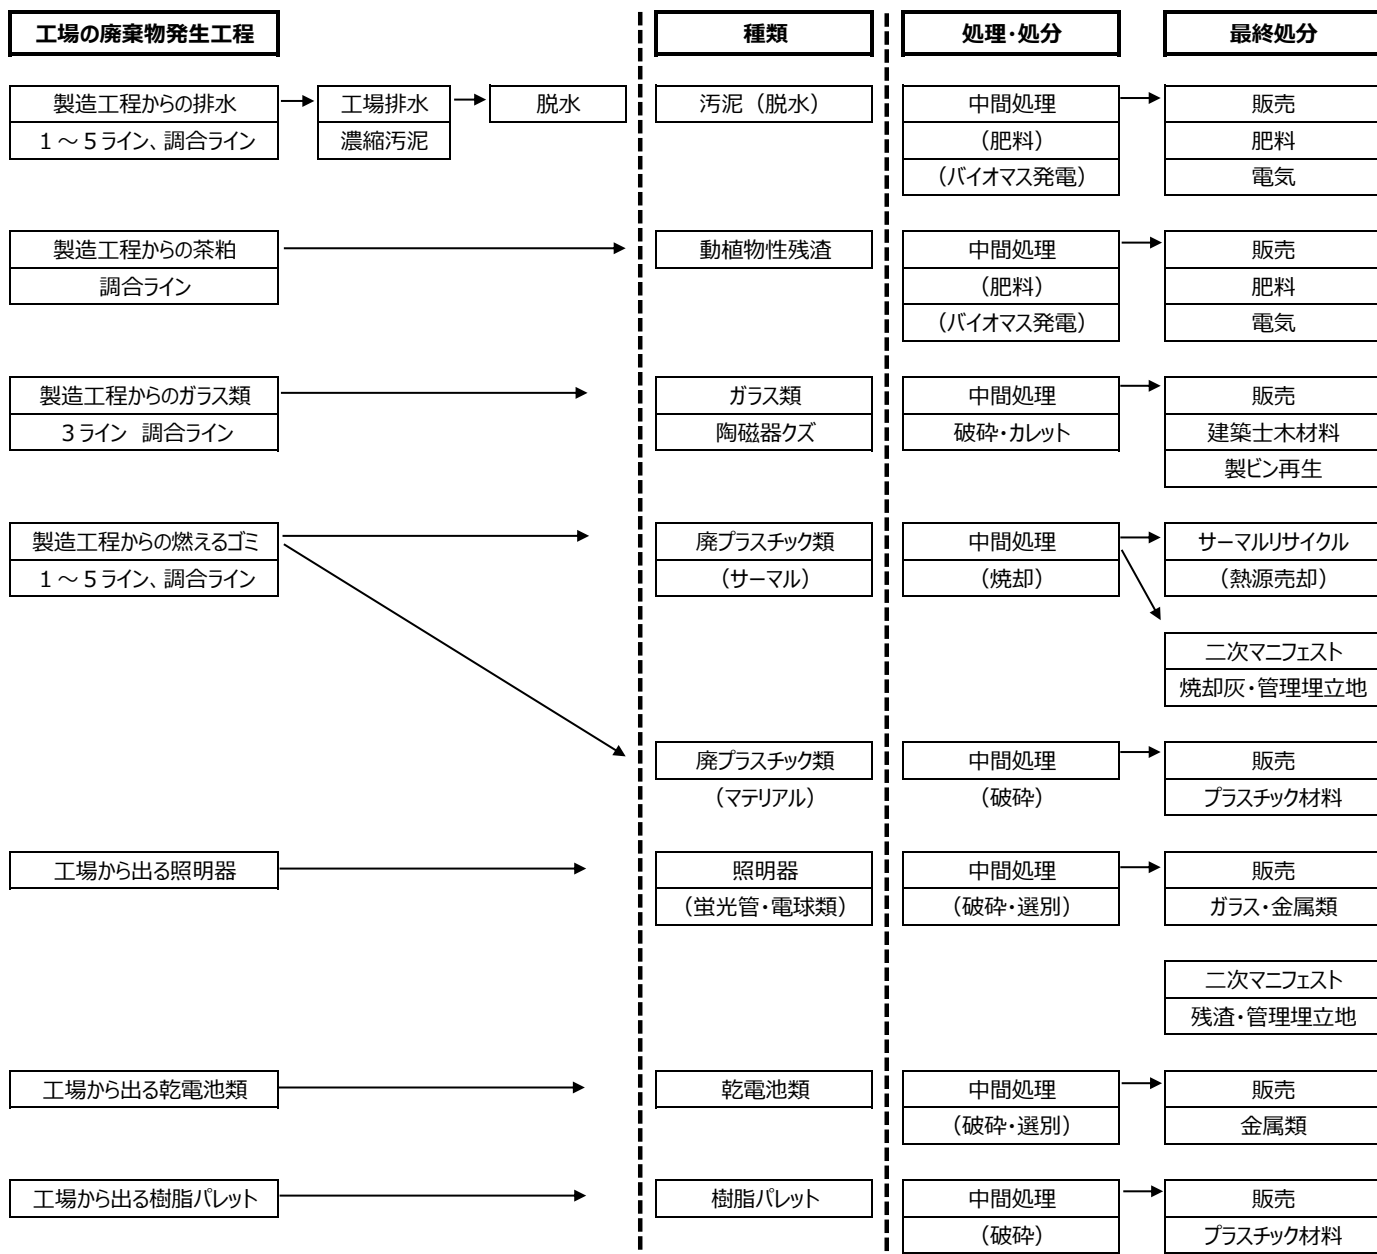 工場の廃棄物発生工程 種類 処理・処分 最終処分
製造工程からの排水 工場排水 脱水 汚泥（脱水） 中間処理 販売
１～５ライン、調合ライン 濃縮汚泥 （肥料） 肥料
（バイオマス発電） 電気
製造工程からの茶粕 動植物性残渣 中間処理 販売
調合ライン （肥料） 肥料
（バイオマス発電） 電気
製造工程からのガラス類 ガラス類 中間処理 販売
３ライン 調合ライン 陶磁器クズ 破砕・カレット 建築士木材料
製ビン再生
製造工程からの燃えるゴミ 廃プラスチック類 中間処理 サーマルリサイクル
１～５ライン、調合ライン （サーマル） （焼却） （熱源売却）
二次マニフェスト
焼却灰・管理埋立地
廃プラスチック類 中間処理 販売
（マテリアル） （破砕） プラスチック材料
工場から出る照明器 照明器 中間処理 販売
（蛍光管・電球類） （破砕・選別） ガラス・金属類
二次マニフェスト
残渣・管理埋立地
工場から出る乾電池類 乾電池類 中間処理 販売
（破砕・選別） 金属類
工場から出る樹脂パレット 樹脂パレット 中間処理 販売
（破砕） プラスチック材料